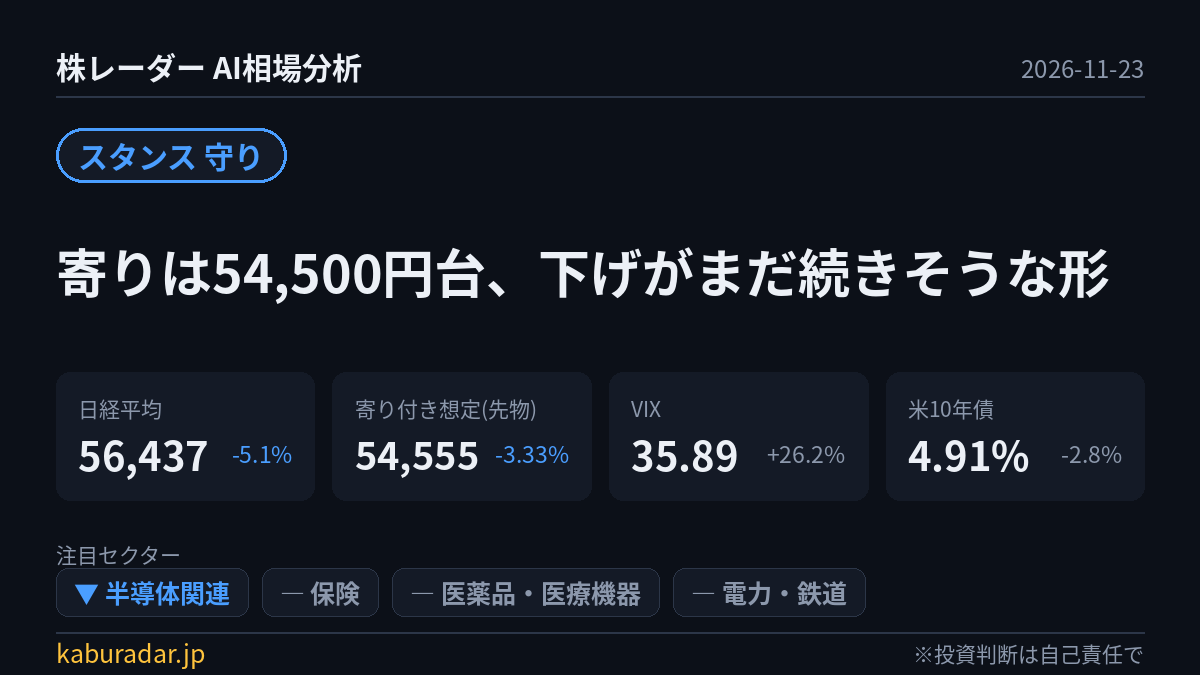 株レーダー AI相場分析
2026-11-23
スタンス 守り
寄りは54,500円台、下げがまだ続きそうな形
日経平均
56,437 -5.1%
寄り付き想定(先物)
54,555 -3.33%
VIX
35.89 +26.2%
米10年債
4.91% -2.8%
注目セクター
▼ 半導体関連
— 保険
— 医薬品・医療機器
— 電力・鉄道
kaburadar.jp
※投資判断は自己責任で